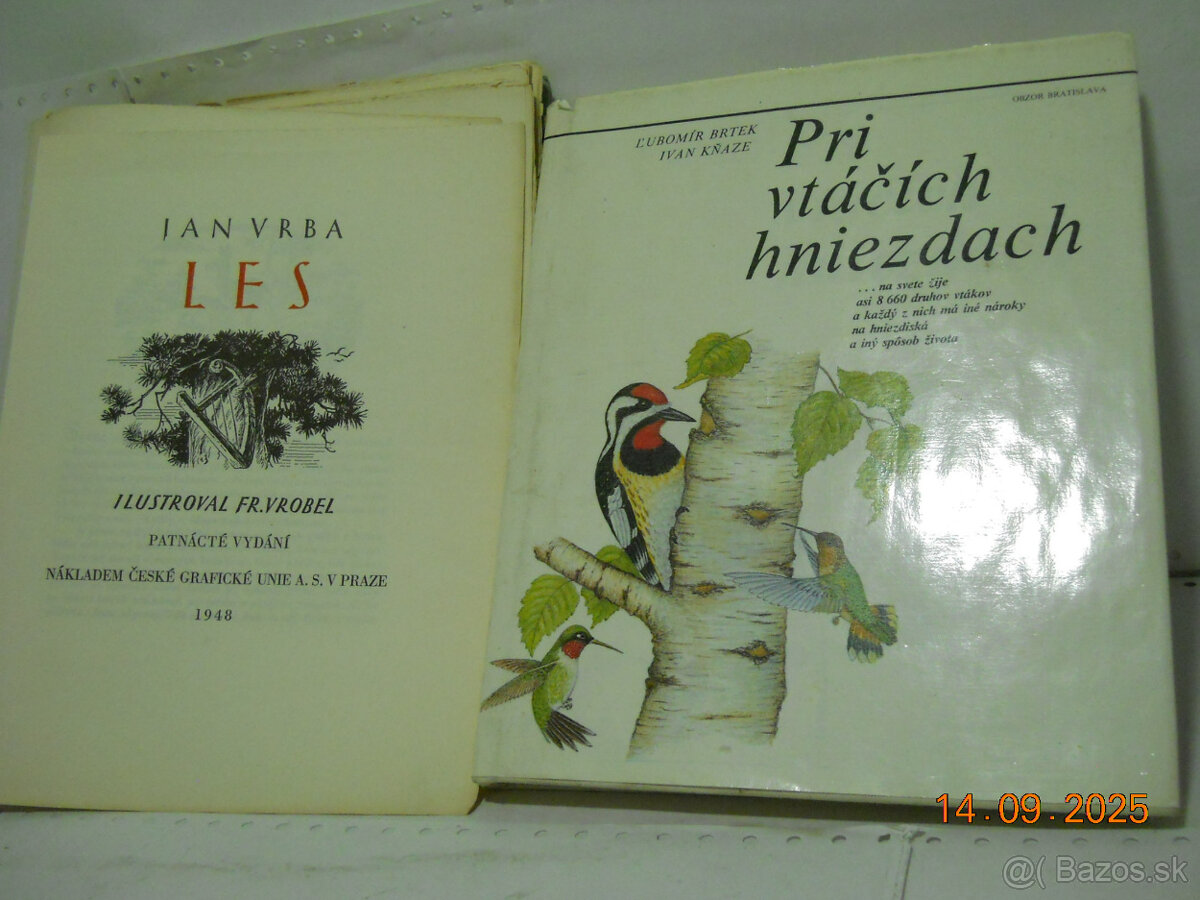 JAN VRBA
LES
ILUSTROVAL FR. VROBEL
PATNÁCTÉ VYDÁNÍ
NÁKLADEM ČESKÉ GRAFICKÉ UNIE A. S. V PRAZE
1948
OBZOR BRATISLAVA
ĽUBOMÍR BRTEK
IVAN KŇAZE
Pri
vtáčích
hniezdach
...na svete žije
asi 8 660 druhov vtákov
a každý z nich má iné nároky
na hniezdiská
a iný spôsob života
14.09.2025
@( Bazos.sk